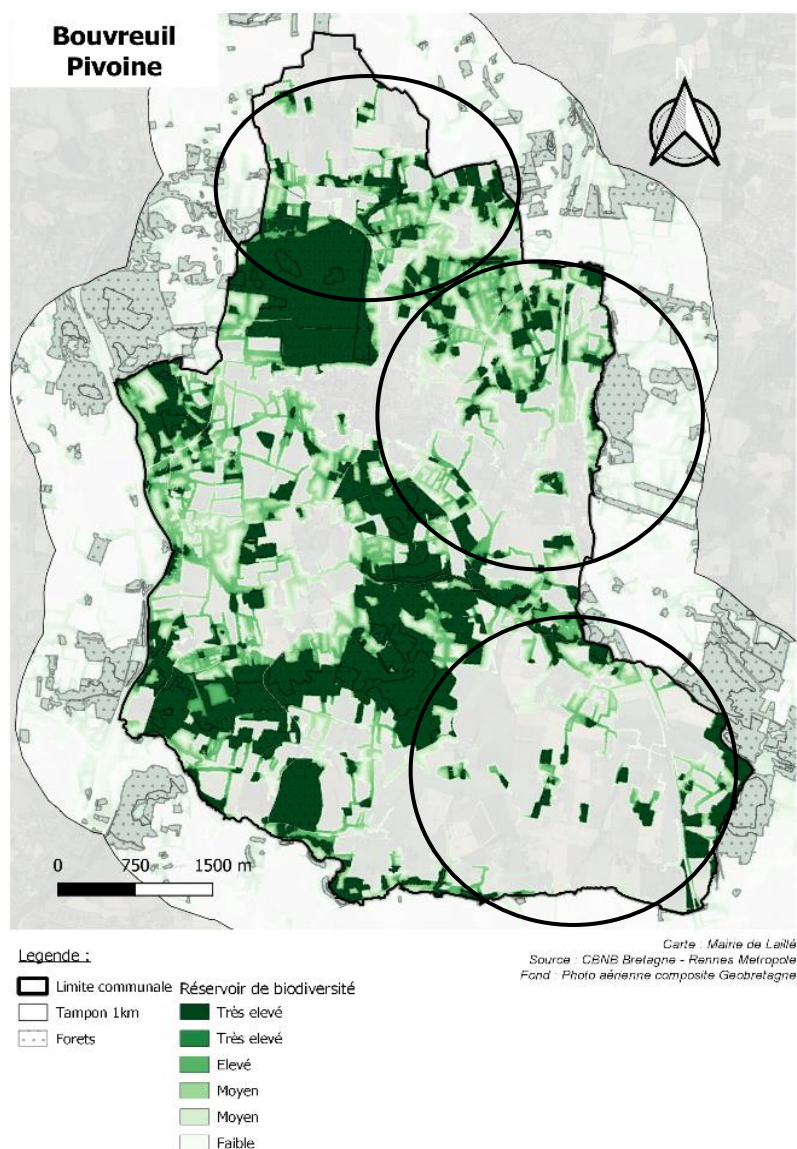 Bouvreuil
Pivoine
N
0 750 1500 m
Carte : Mairie de Laillé
Source : CBNB Bretagne - Rennes Metropole
Fond : Photo aérienne composite Geobretagne
Legende :
Limite communale
Tampon 1km
Forets
Réservoir de biodiversité
Très elevé
Très elevé
Elevé
Moyen
Moyen
Faible